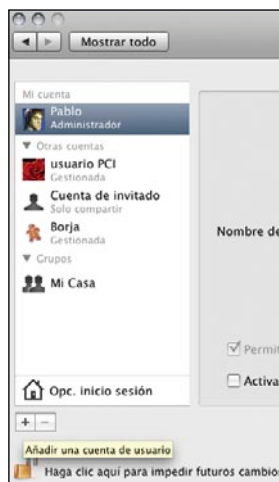 Mostrar todo
Mi cuenta
Pablo
Administrador
Otras cuentas
usuario PCI
Gestionada
Cuenta de invitado
Solo compartir
Borja
Gestionada
Grupos
Mi Casa
Nombre de
Permit
Activa
Opc. inicio sesión
+ −
Añadir una cuenta de usuario
Haga clic aquí para impedir futuros cambio